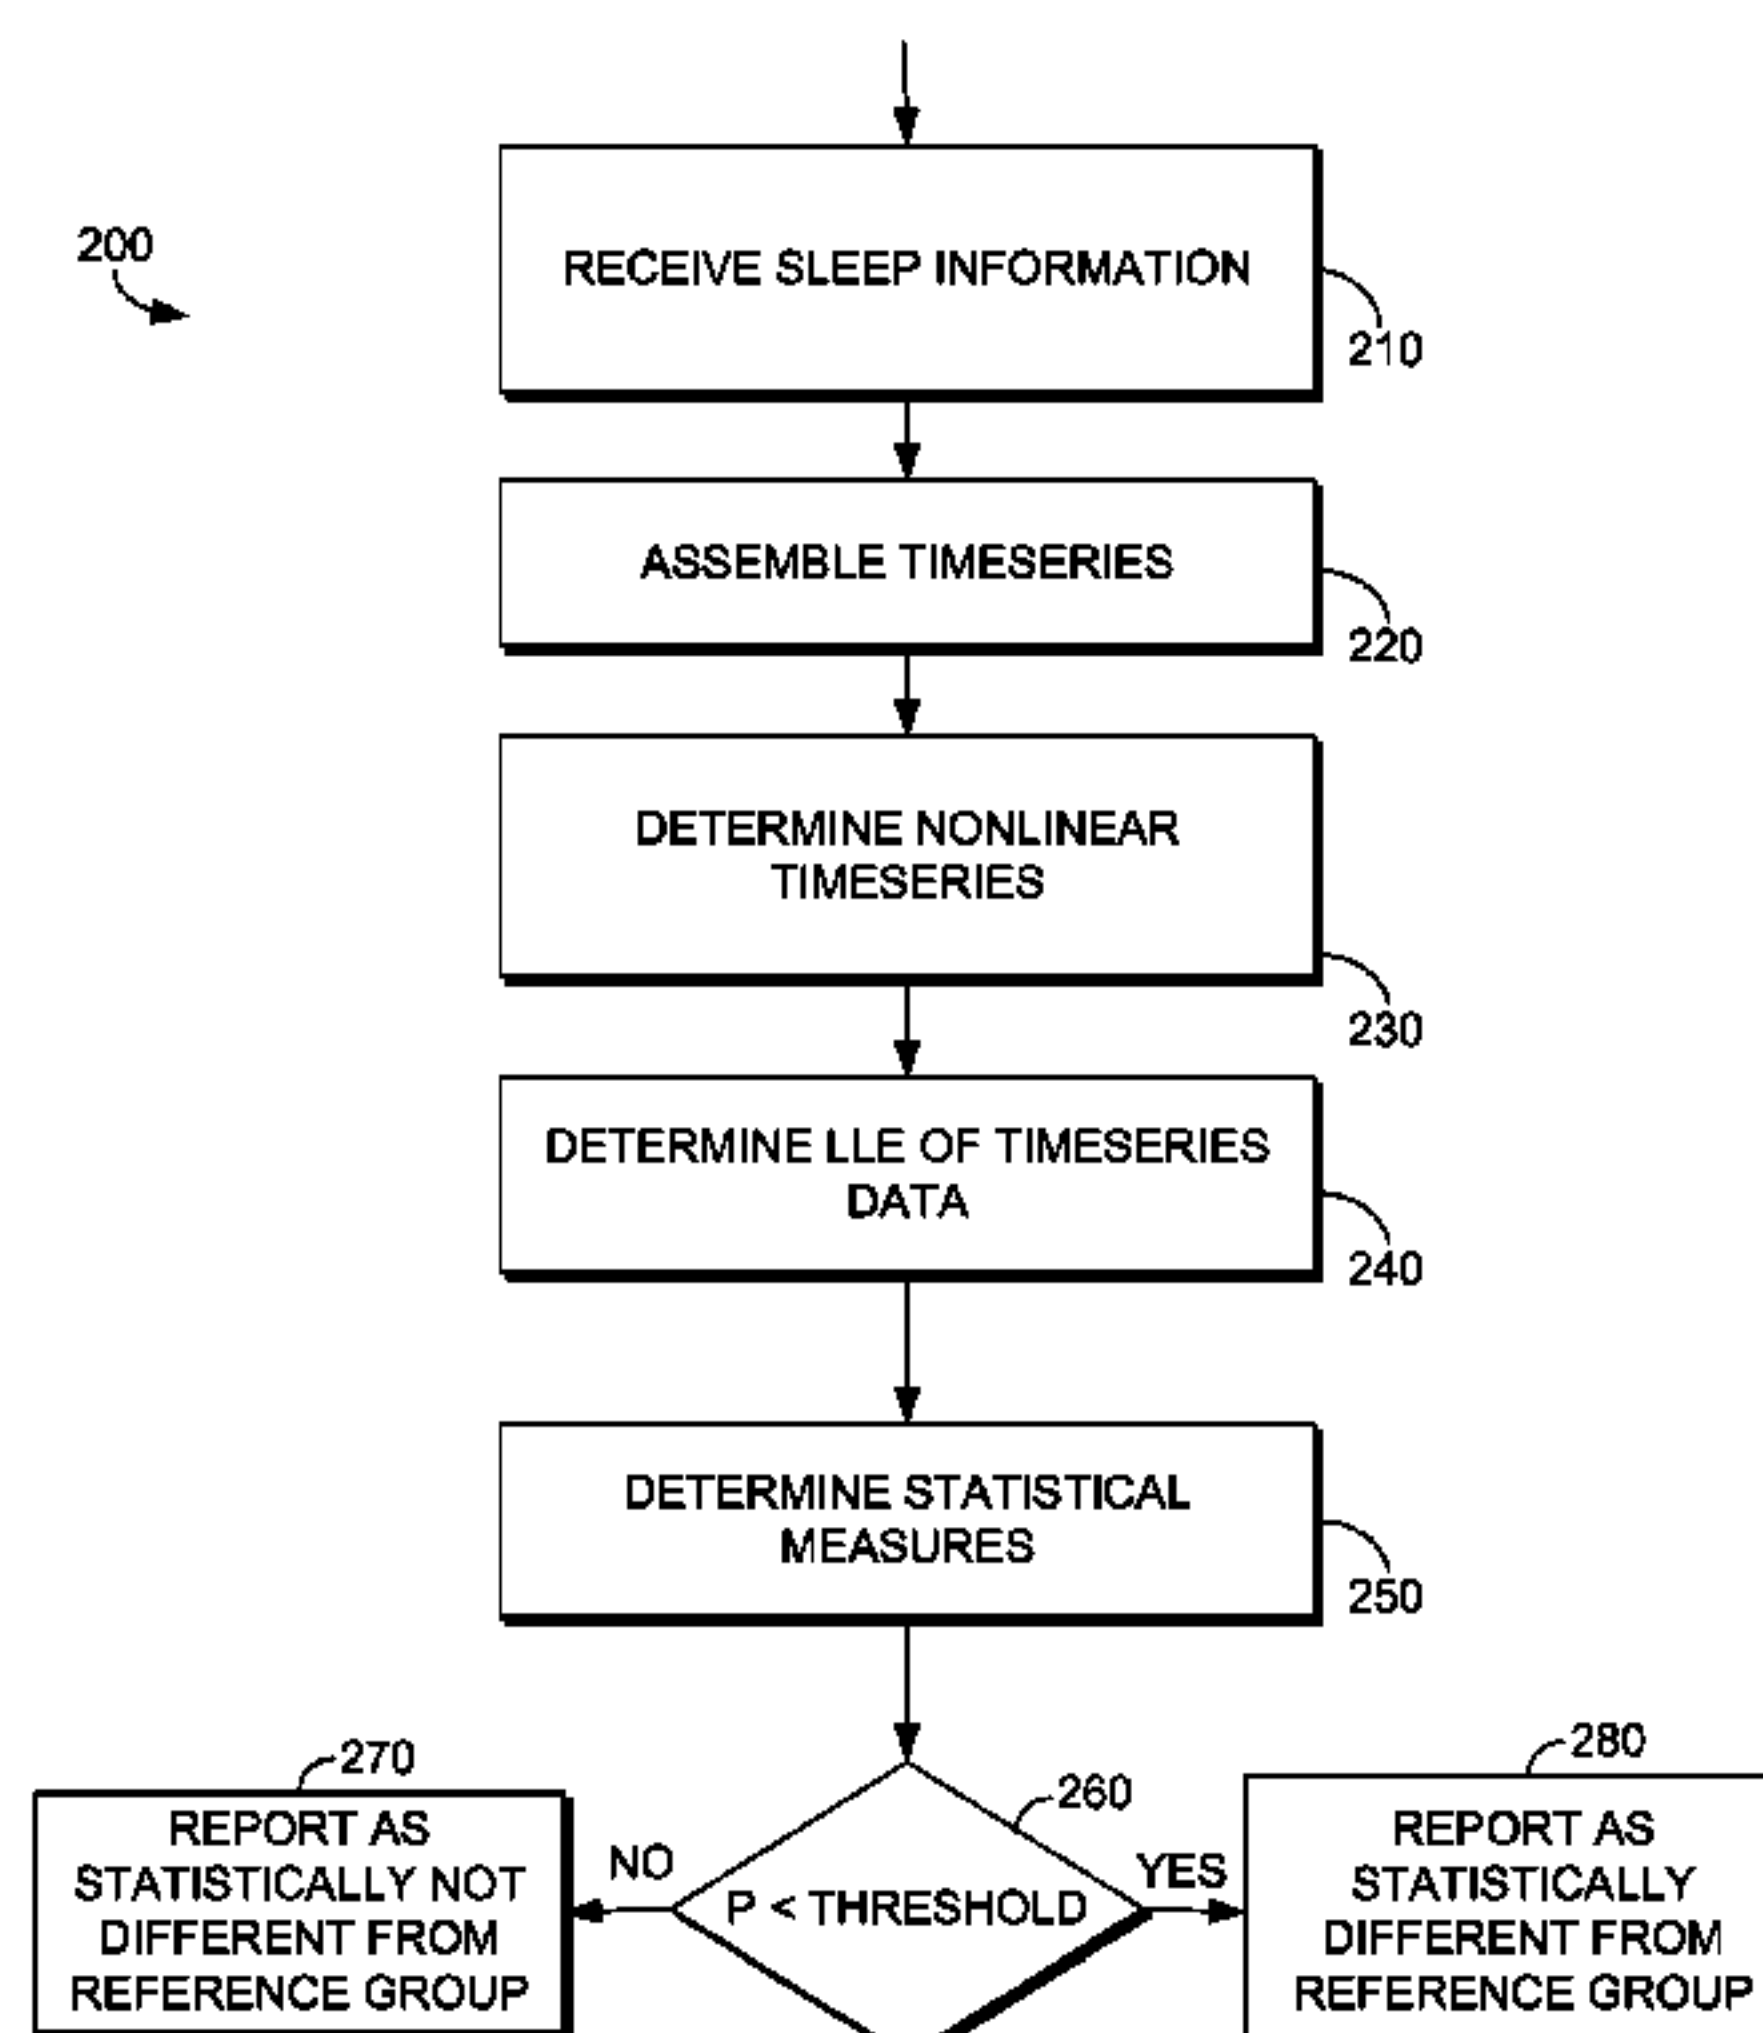 200
RECEIVE SLEEP INFORMATION
210
ASSEMBLE TIMESERIES
220
DETERMINE NONLINEAR
TIMESERIES
230
DETERMINE LLE OF TIMESERIES
DATA
240
DETERMINE STATISTICAL
MEASURES
250
270
REPORT AS
STATISTICALLY NOT
DIFFERENT FROM
REFERENCE GROUP
NO
260
P < THRESHOLD
YES
280
REPORT AS
STATISTICALLY
DIFFERENT FROM
REFERENCE GROUP